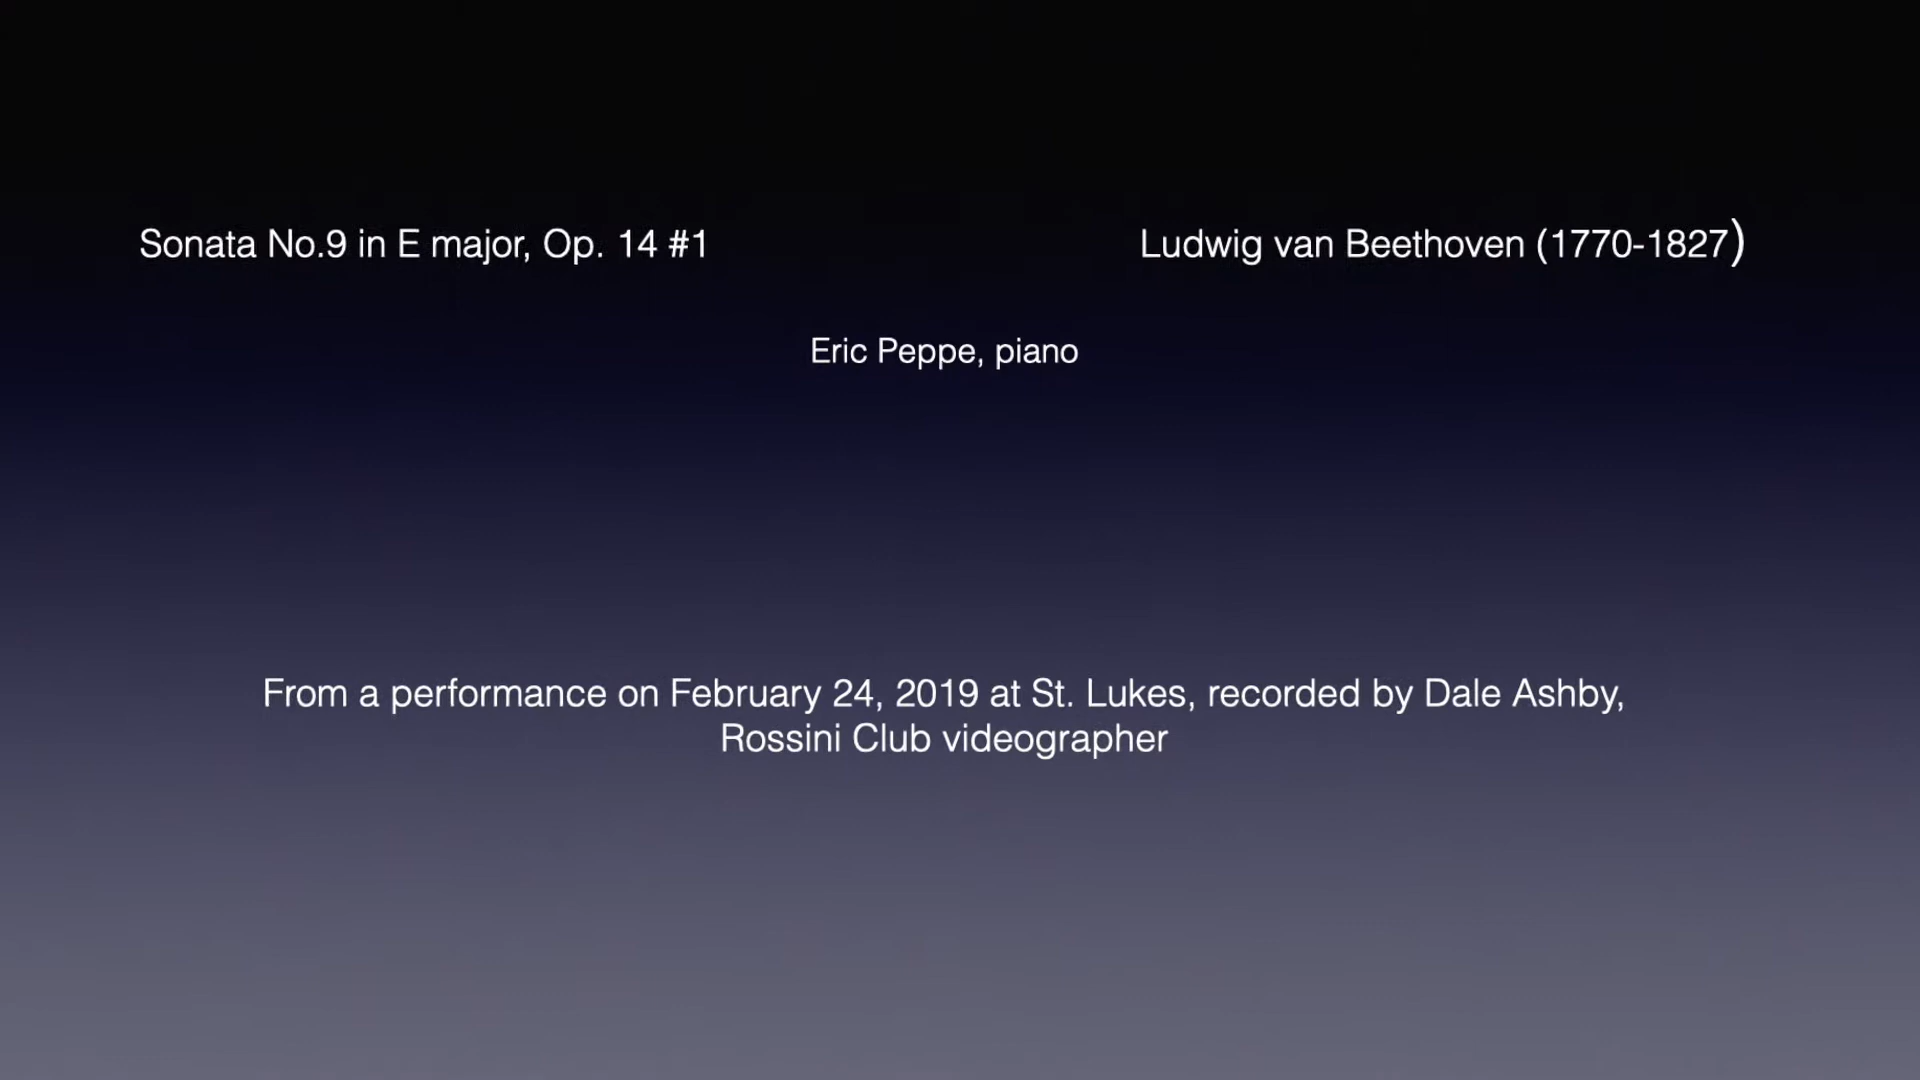 Sonata No.9 in E major, Op. 14 #1
Ludwig van Beethoven (1770-1827)
Eric Peppe, piano
From a performance on February 24, 2019 at St. Lukes, recorded by Dale Ashby,
Rossini Club videographer